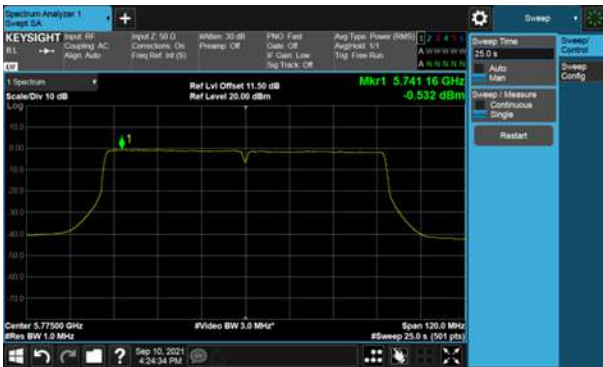 Spectrum Analyzer 1
Swept SA
+
Sweep
KEYSIGHT
Input: RF
Input Z: 50 Ω
#Atten: 30 dB
PNO: Fast
Avg Type: Power (RMS)
1 2 3 4 5 6
RL
Coupling: AC
Corrections: On
Preamp: Off
Gate: Off
Avg|Hold: 1/1
A W W W W W
Align: Auto
Freq Ref: Int (S)
IF Gain: Low
Trig: Free Run
Sig Track: Off
A N N N N N
1 Spectrum
Ref Lvl Offset 11.50 dB
Mkr1 5.741 16 GHz
Scale/Div 10 dB
Ref Level 20.00 dBm
-0.532 dBm
Log
10.0
1
0.00
-10.0
-20.0
-30.0
-40.0
-50.0
-60.0
-70.0
Center 5.77500 GHz
#Video BW 3.0 MHz*
Span 120.0 MHz
#Res BW 1.0 MHz
#Sweep 25.0 s (501 pts)
Sep 10, 2021
4:24:34 PM
?
Sweep Time
25.0 s
Auto
Man
Sweep / Measure
Continuous
Single
Restart
Sweep/
Control
Sweep
Config